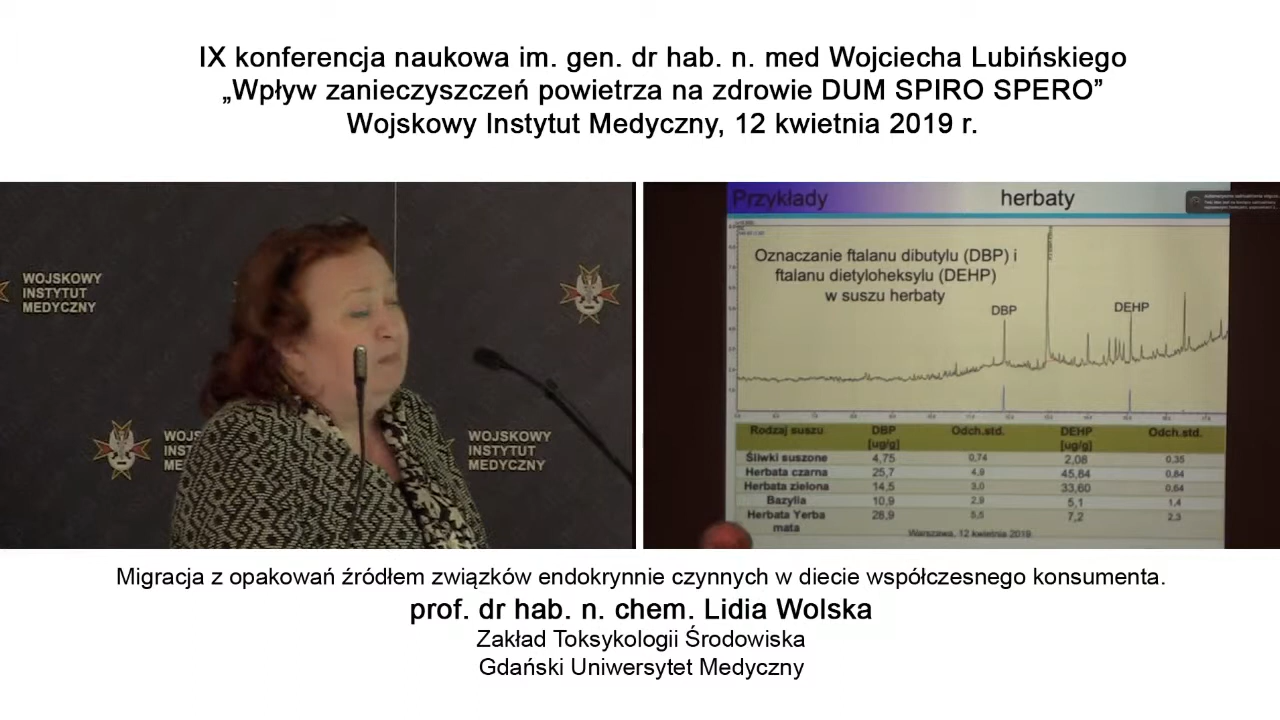 IX konferencja naukowa im. gen. dr hab. n. med Wojciecha Lubińskiego
„Wpływ zanieczyszczeń powietrza na zdrowie DUM SPIRO SPERO”
Wojskowy Instytut Medyczny, 12 kwietnia 2019 r.
WOJSKOWY
INSTYTUT
MEDYCZNY
WOJS
INST
MEDY
WOJSKOWY
INSTYTUT
MEDYCZNY
Przykłady herbaty
Oznaczanie ftalanu dibutylu (DBP) i
ftalanu dietyloheksylu (DEHP)
w suszu herbaty
DBP
DEHP
Rodzaj suszu DBP [ug/g] Odch.std. DEHP [ug/g] Odch.std.
Śliwki suszone 4,75 0,74 2,08 0,35
Herbata czarna 25,7 4,9 45,84 0,84
Herbata zielona 14,5 3,0 33,60 0,64
Bazylia 10,9 2,9 5,1 1,4
Herbata Yerba mata 26,9 5,5 7,2 2,3
Warszawa, 12 kwietnia 2019
Migracja z opakowań źródłem związków endokrynnie czynnych w diecie współczesnego konsumenta.
prof. dr hab. n. chem. Lidia Wolska
Zakład Toksykologii Środowiska
Gdański Uniwersytet Medyczny